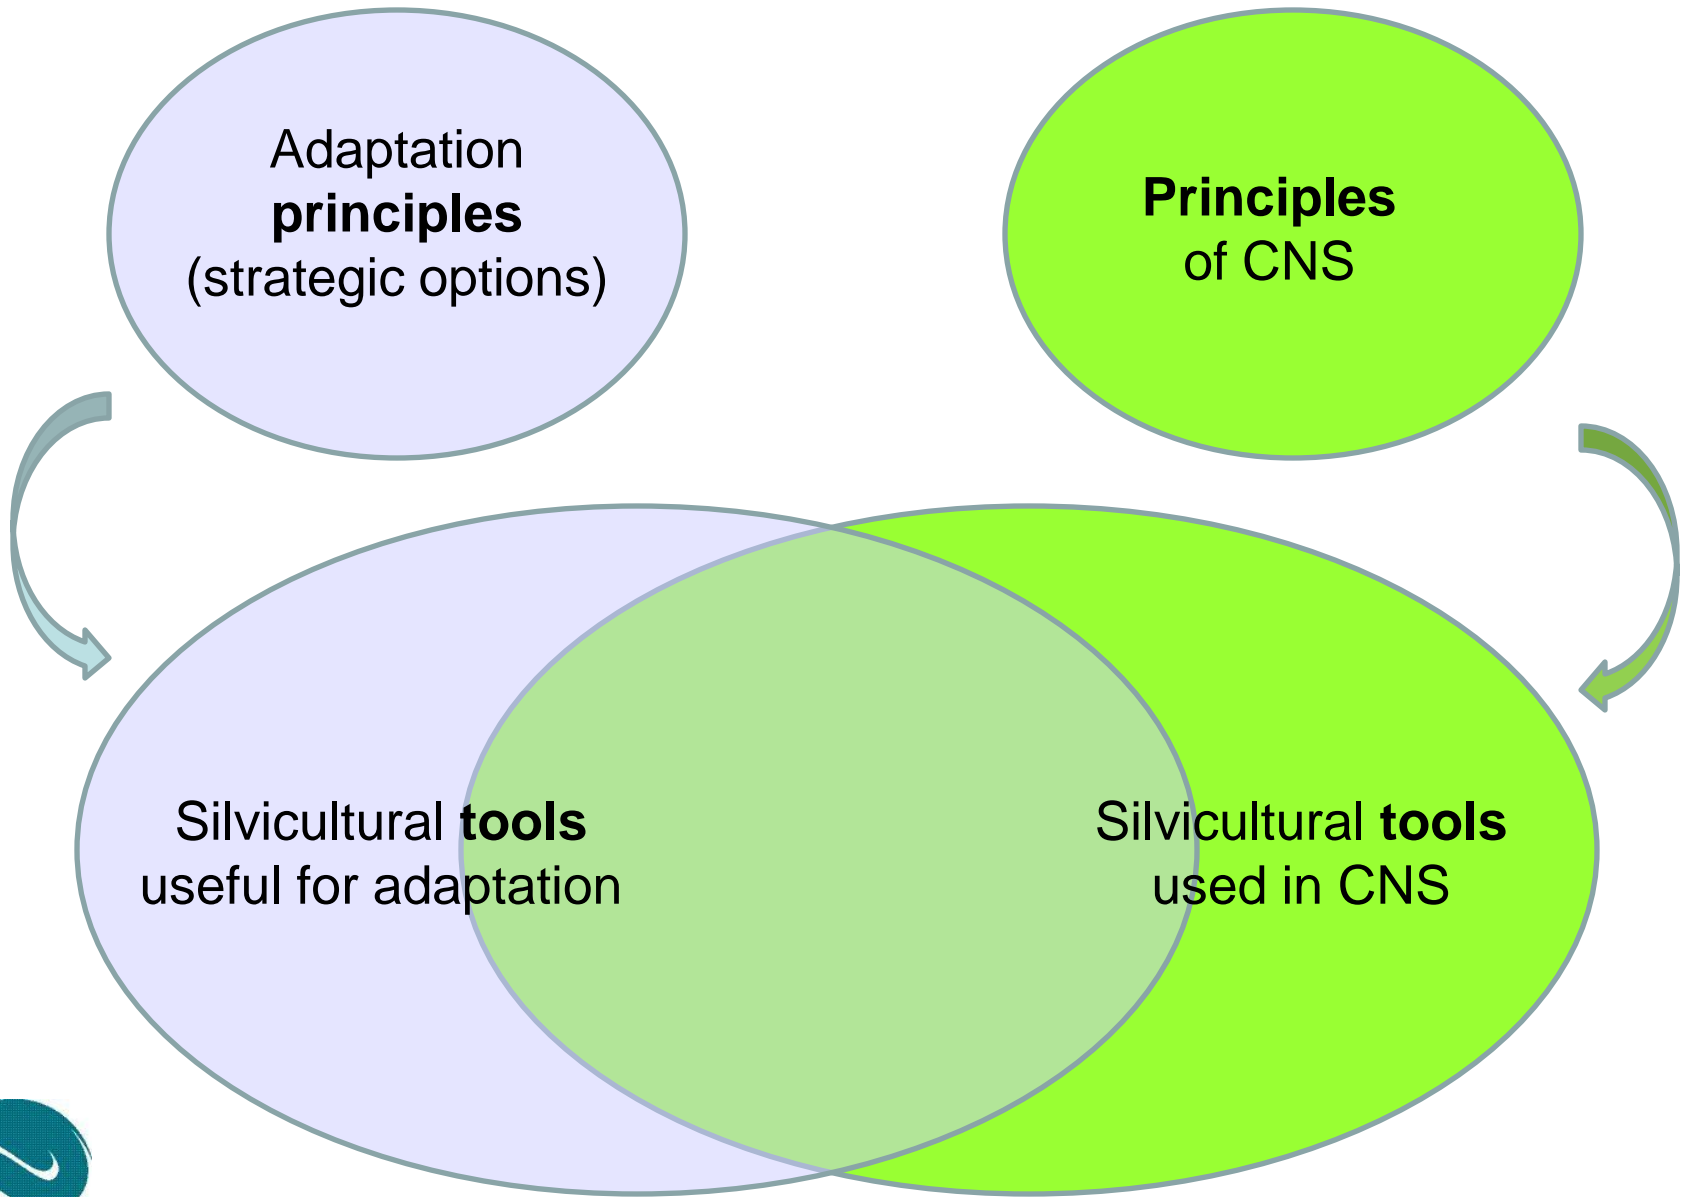 Adaptation
principles
(strategic options)
Principles
of CNS
Silvicultural tools
useful for adaptation
Silvicultural tools
used in CNS